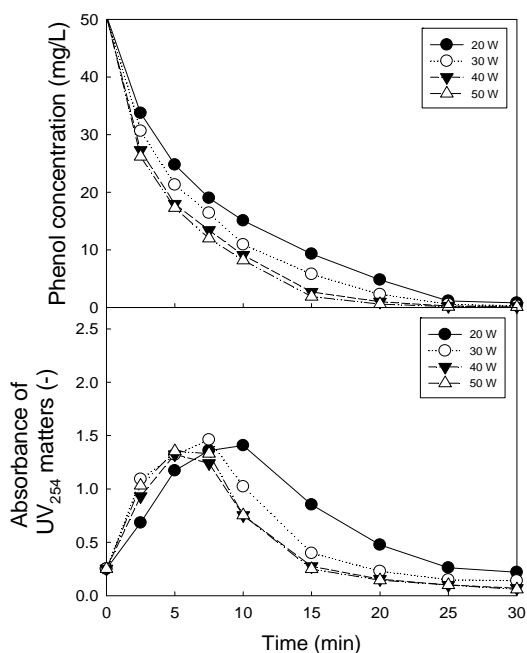 50
40
30
20
10
0
Phenol concentration (mg/L)
20 W
30 W
40 W
50 W
2.5
2.0
1.5
1.0
0.5
0.0
Absorbance of
UV254 matters (-)
20 W
30 W
40 W
50 W
0 5 10 15 20 25 30
Time (min)